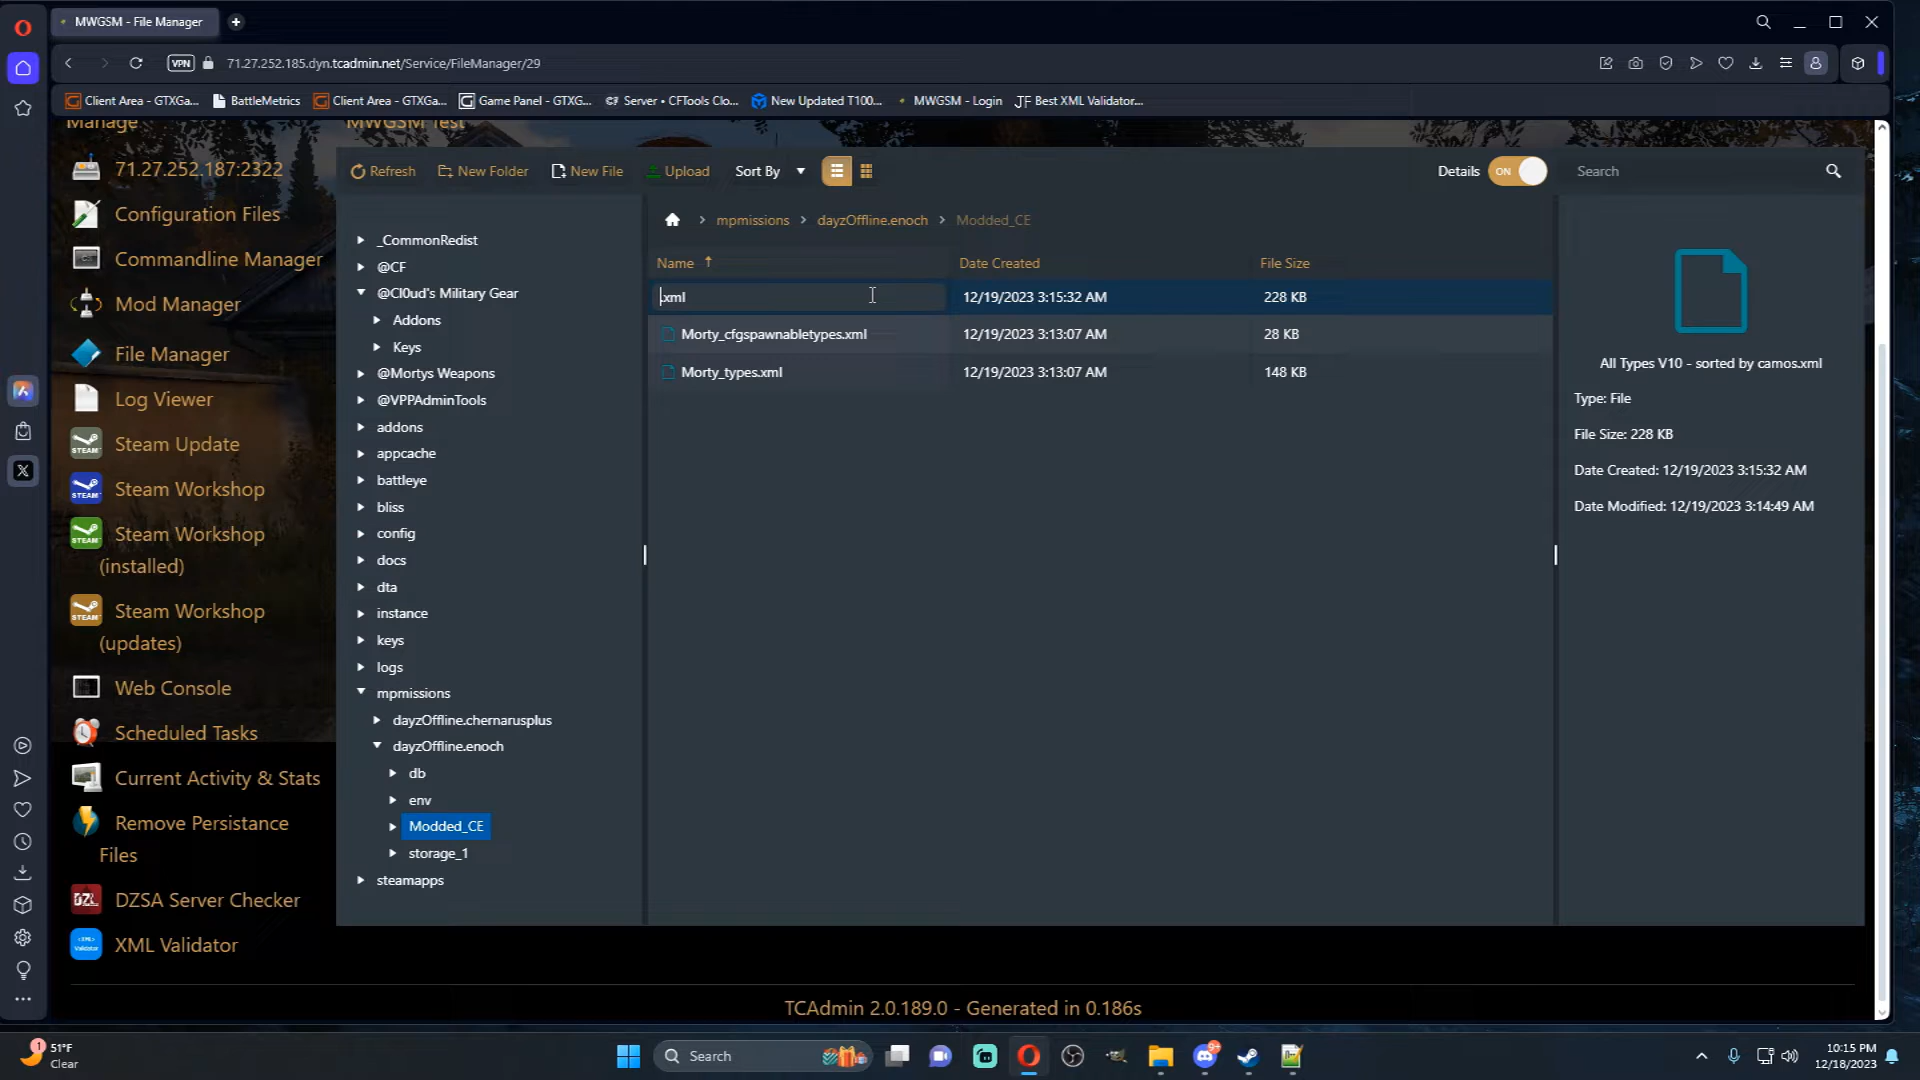 MWGSM - File Manager
VPN
71.27.252.185.dyn.tcadmin.net/Service/FileManager/29
Client Area - GTXGa...
BattleMetrics
Client Area - GTXGa...
Game Panel - GTXG...
Server • CFTools Clo...
New Updated T100...
MWGSM - Login
JF Best XML Validator...
Manage
MWGSM Test
71.27.252.187:2322
Configuration Files
Commandline Manager
Mod Manager
File Manager
Log Viewer
Steam Update
Steam Workshop
Steam Workshop
(installed)
Steam Workshop
(updates)
Web Console
Scheduled Tasks
Current Activity & Stats
Remove Persistance
Files
DZSA Server Checker
XML Validator
Refresh
New Folder
New File
Upload
Sort By
Details
ON
Search
_CommonRedist
@CF
@Cl0ud's Military Gear
Addons
Keys
@Mortys Weapons
@VPPAdminTools
addons
appcache
battleye
bliss
config
docs
dta
instance
keys
logs
mpmissions
dayzOffline.chernarusplus
dayzOffline.enoch
db
env
Modded_CE
storage_1
steamapps
mpmissions > dayzOffline.enoch > Modded_CE
Name
Date Created
File Size
.xml
12/19/2023 3:15:32 AM
228 KB
Morty_cfgspawnabletypes.xml
12/19/2023 3:13:07 AM
28 KB
Morty_types.xml
12/19/2023 3:13:07 AM
148 KB
All Types V10 - sorted by camos.xml
Type: File
File Size: 228 KB
Date Created: 12/19/2023 3:15:32 AM
Date Modified: 12/19/2023 3:14:49 AM
TCAdmin 2.0.189.0 - Generated in 0.186s
1
51°F
Clear
Search
9+
10:15 PM
12/18/2023